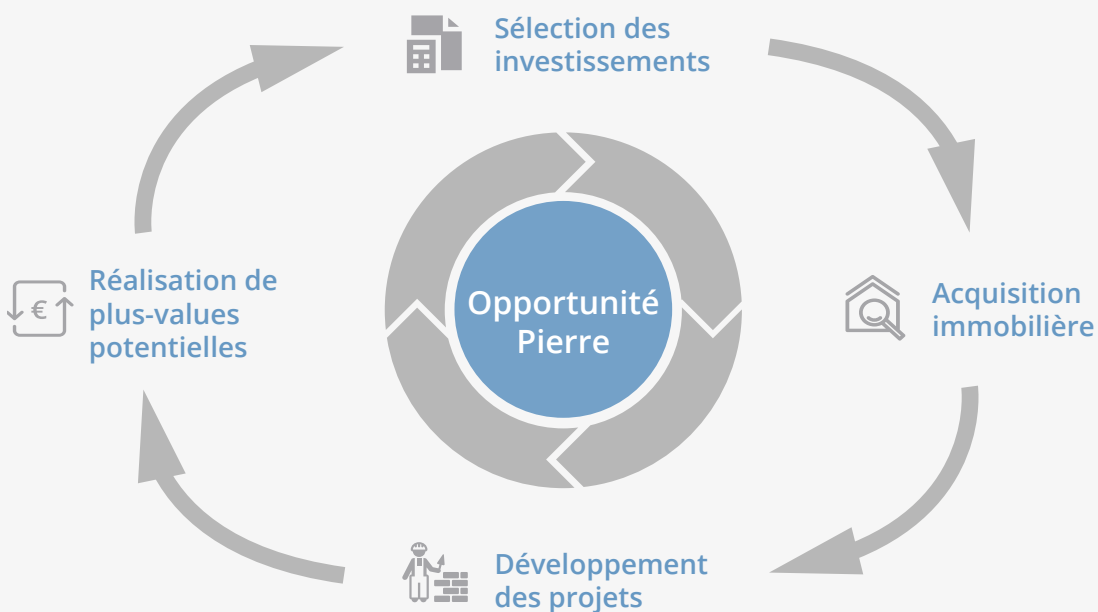 Sélection des
investissements
Acquisition
immobilière
Développement
des projets
Réalisation de
plus-values
potentielles
€
Opportunité
Pierre